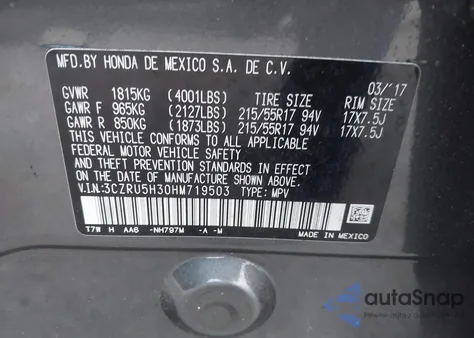 MFD.BY HONDA DE MEXICO S.A. DE C.V.
03/'17
GVWR 1815KG (4001LBS) TIRE SIZE RIM SIZE
GAWR F 965KG (2127LBS) 215/55R17 94V 17X7.5J
GAWR R 850KG (1873LBS) 215/55R17 94V 17X7.5J
THIS VEHICLE CONFORMS TO ALL APPLICABLE
FEDERAL MOTOR VEHICLE SAFETY AND
THEFT PREVENTION STANDARDS IN EFFECT ON
THE DATE OF MANUFACTURE SHOWN ABOVE.
V.I.N:3CZRU5H30HM719503 TYPE: MPV
T7W H AA6 -NH797M -A -M
MADE IN MEXICO
autoSnap